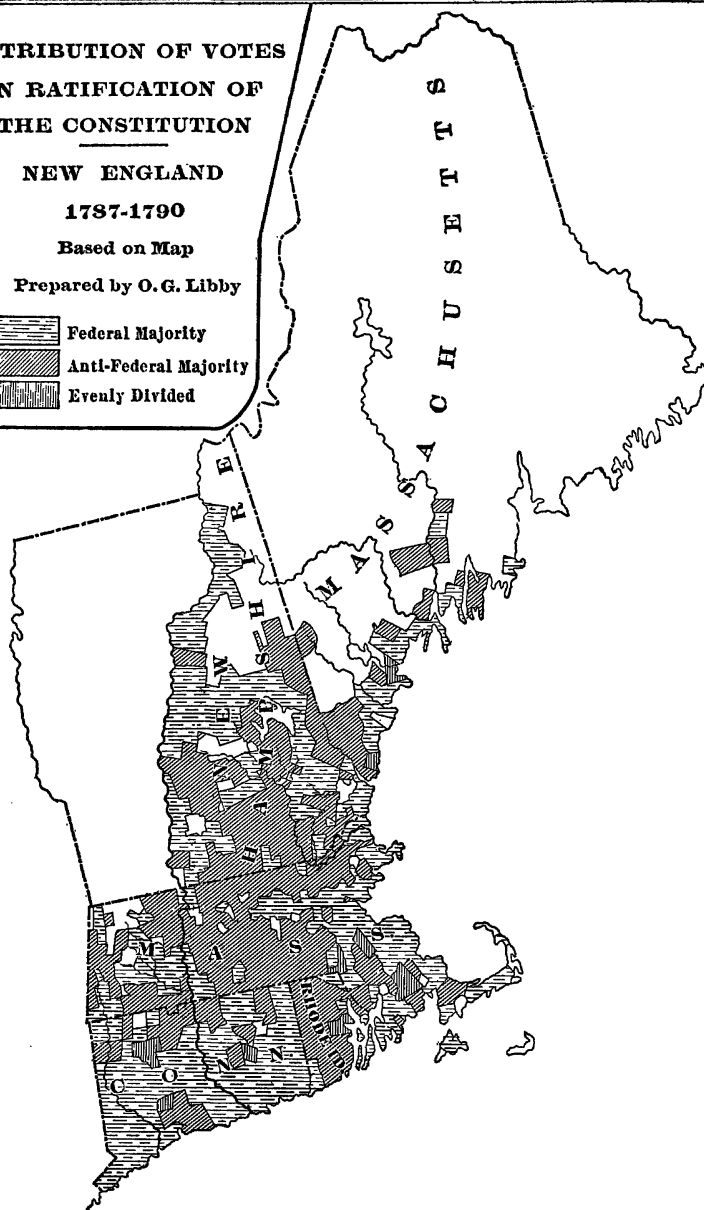 TRIBUTION OF VOTES
N RATIFICATION OF
THE CONSTITUTION
NEW ENGLAND
1787-1790
Based on Map
Prepared by O. G. Libby
Federal Majority
Anti-Federal Majority
Evenly Divided
MASSACHUSETTS
NEW HAMPSHIRE
MASS
RHODE ID.
CONN